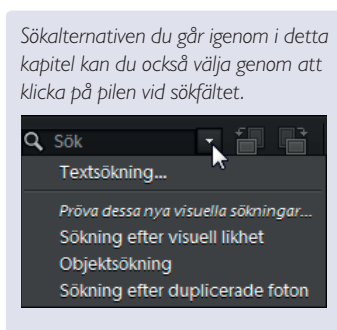 Sökalternativen du går igenom i detta
kapitel kan du också välja genom att
klicka på pilen vid sökfältet.
Sök
Textsökning...
Pröva dessa nya visuella sökningar...
Sökning efter visuell likhet
Objektsökning
Sökning efter duplicerade foton